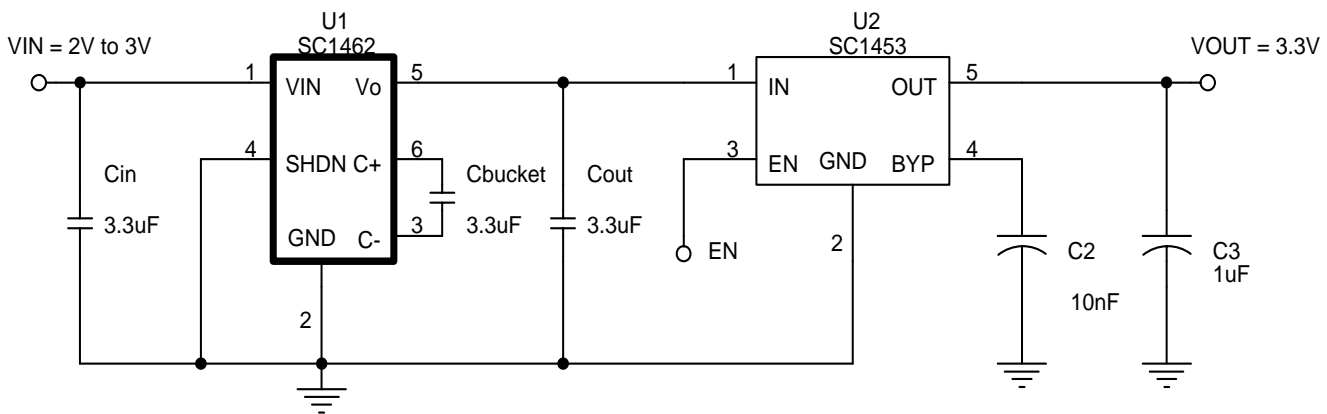 U1
SC1462
U2
SC1453
VIN = 2V to 3V
VOUT = 3.3V
1
VIN
Vo
5
1
IN
OUT
5
4
SHDN
C+
6
3
EN
GND
BYP
4
Cin
3.3uF
Cbucket
3.3uF
Cout
3.3uF
GND
C-
3
2
EN
2
C2
10nF
C3
1uF